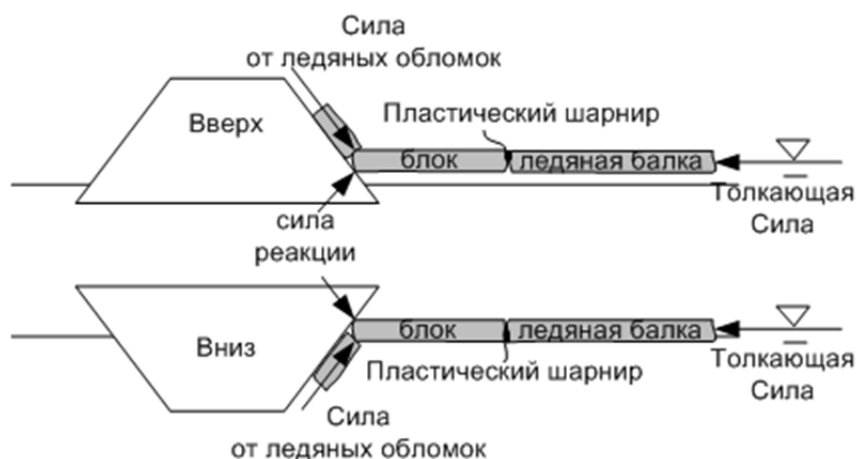 Сила
от ледяных обломок
Вверх
Пластический шарнир
блок
ледяная балка
Толкающая
Сила
сила
реакции
Вниз
блок
ледяная балка
Пластический шарнир
Толкающая
Сила
Сила
от ледяных обломок